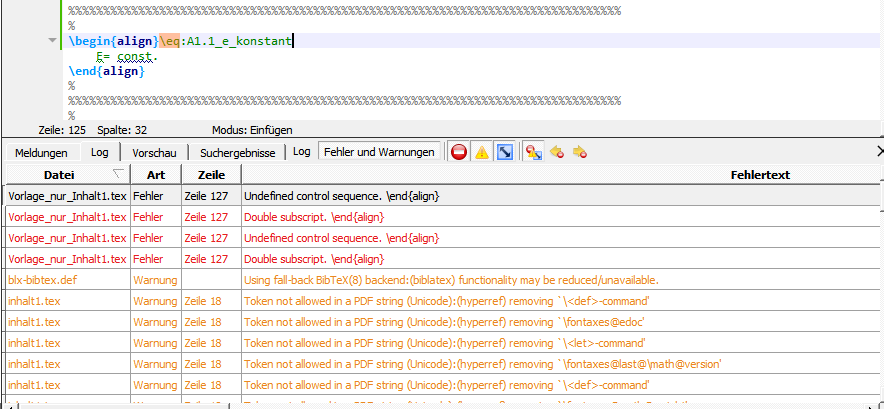 %%%%%%%%%%%%%%%%%%%%%%%%%%%%%%%%%%%%%%%%%%%%%%%%%%%%%%%%%%%%%%%%%%%%%%%%%%%%%%%
%
\begin{align}\eq:A1.1_e_konstant
E= const.
\end{align}
%
%%%%%%%%%%%%%%%%%%%%%%%%%%%%%%%%%%%%%%%%%%%%%%%%%%%%%%%%%%%%%%%%%%%%%%%%%%%%%%%
%
Zeile: 125 Spalte: 32 Modus: Einfügen
Meldungen Log Vorschau Suchergebnisse Log Fehler und Warnungen
Datei Art Zeile Fehlertext
Vorlage_nur_Inhalt1.tex Fehler Zeile 127 Undefined control sequence. \end{align}
Vorlage_nur_Inhalt1.tex Fehler Zeile 127 Double subscript. \end{align}
Vorlage_nur_Inhalt1.tex Fehler Zeile 127 Undefined control sequence. \end{align}
Vorlage_nur_Inhalt1.tex Fehler Zeile 127 Double subscript. \end{align}
blx-bibtex.def Warnung Using fall-back BibTeX(8) backend:(biblatex) functionality may be reduced/unavailable.
inhalt1.tex Warnung Zeile 18 Token not allowed in a PDF string (Unicode):(hyperref) removing `\<def>-command'
inhalt1.tex Warnung Zeile 18 Token not allowed in a PDF string (Unicode):(hyperref) removing `\fontaxes@edoc'
inhalt1.tex Warnung Zeile 18 Token not allowed in a PDF string (Unicode):(hyperref) removing `\<let>-command'
inhalt1.tex Warnung Zeile 18 Token not allowed in a PDF string (Unicode):(hyperref) removing `\fontaxes@last@\math@version'
inhalt1.tex Warnung Zeile 18 Token not allowed in a PDF string (Unicode):(hyperref) removing `\<def>-command'